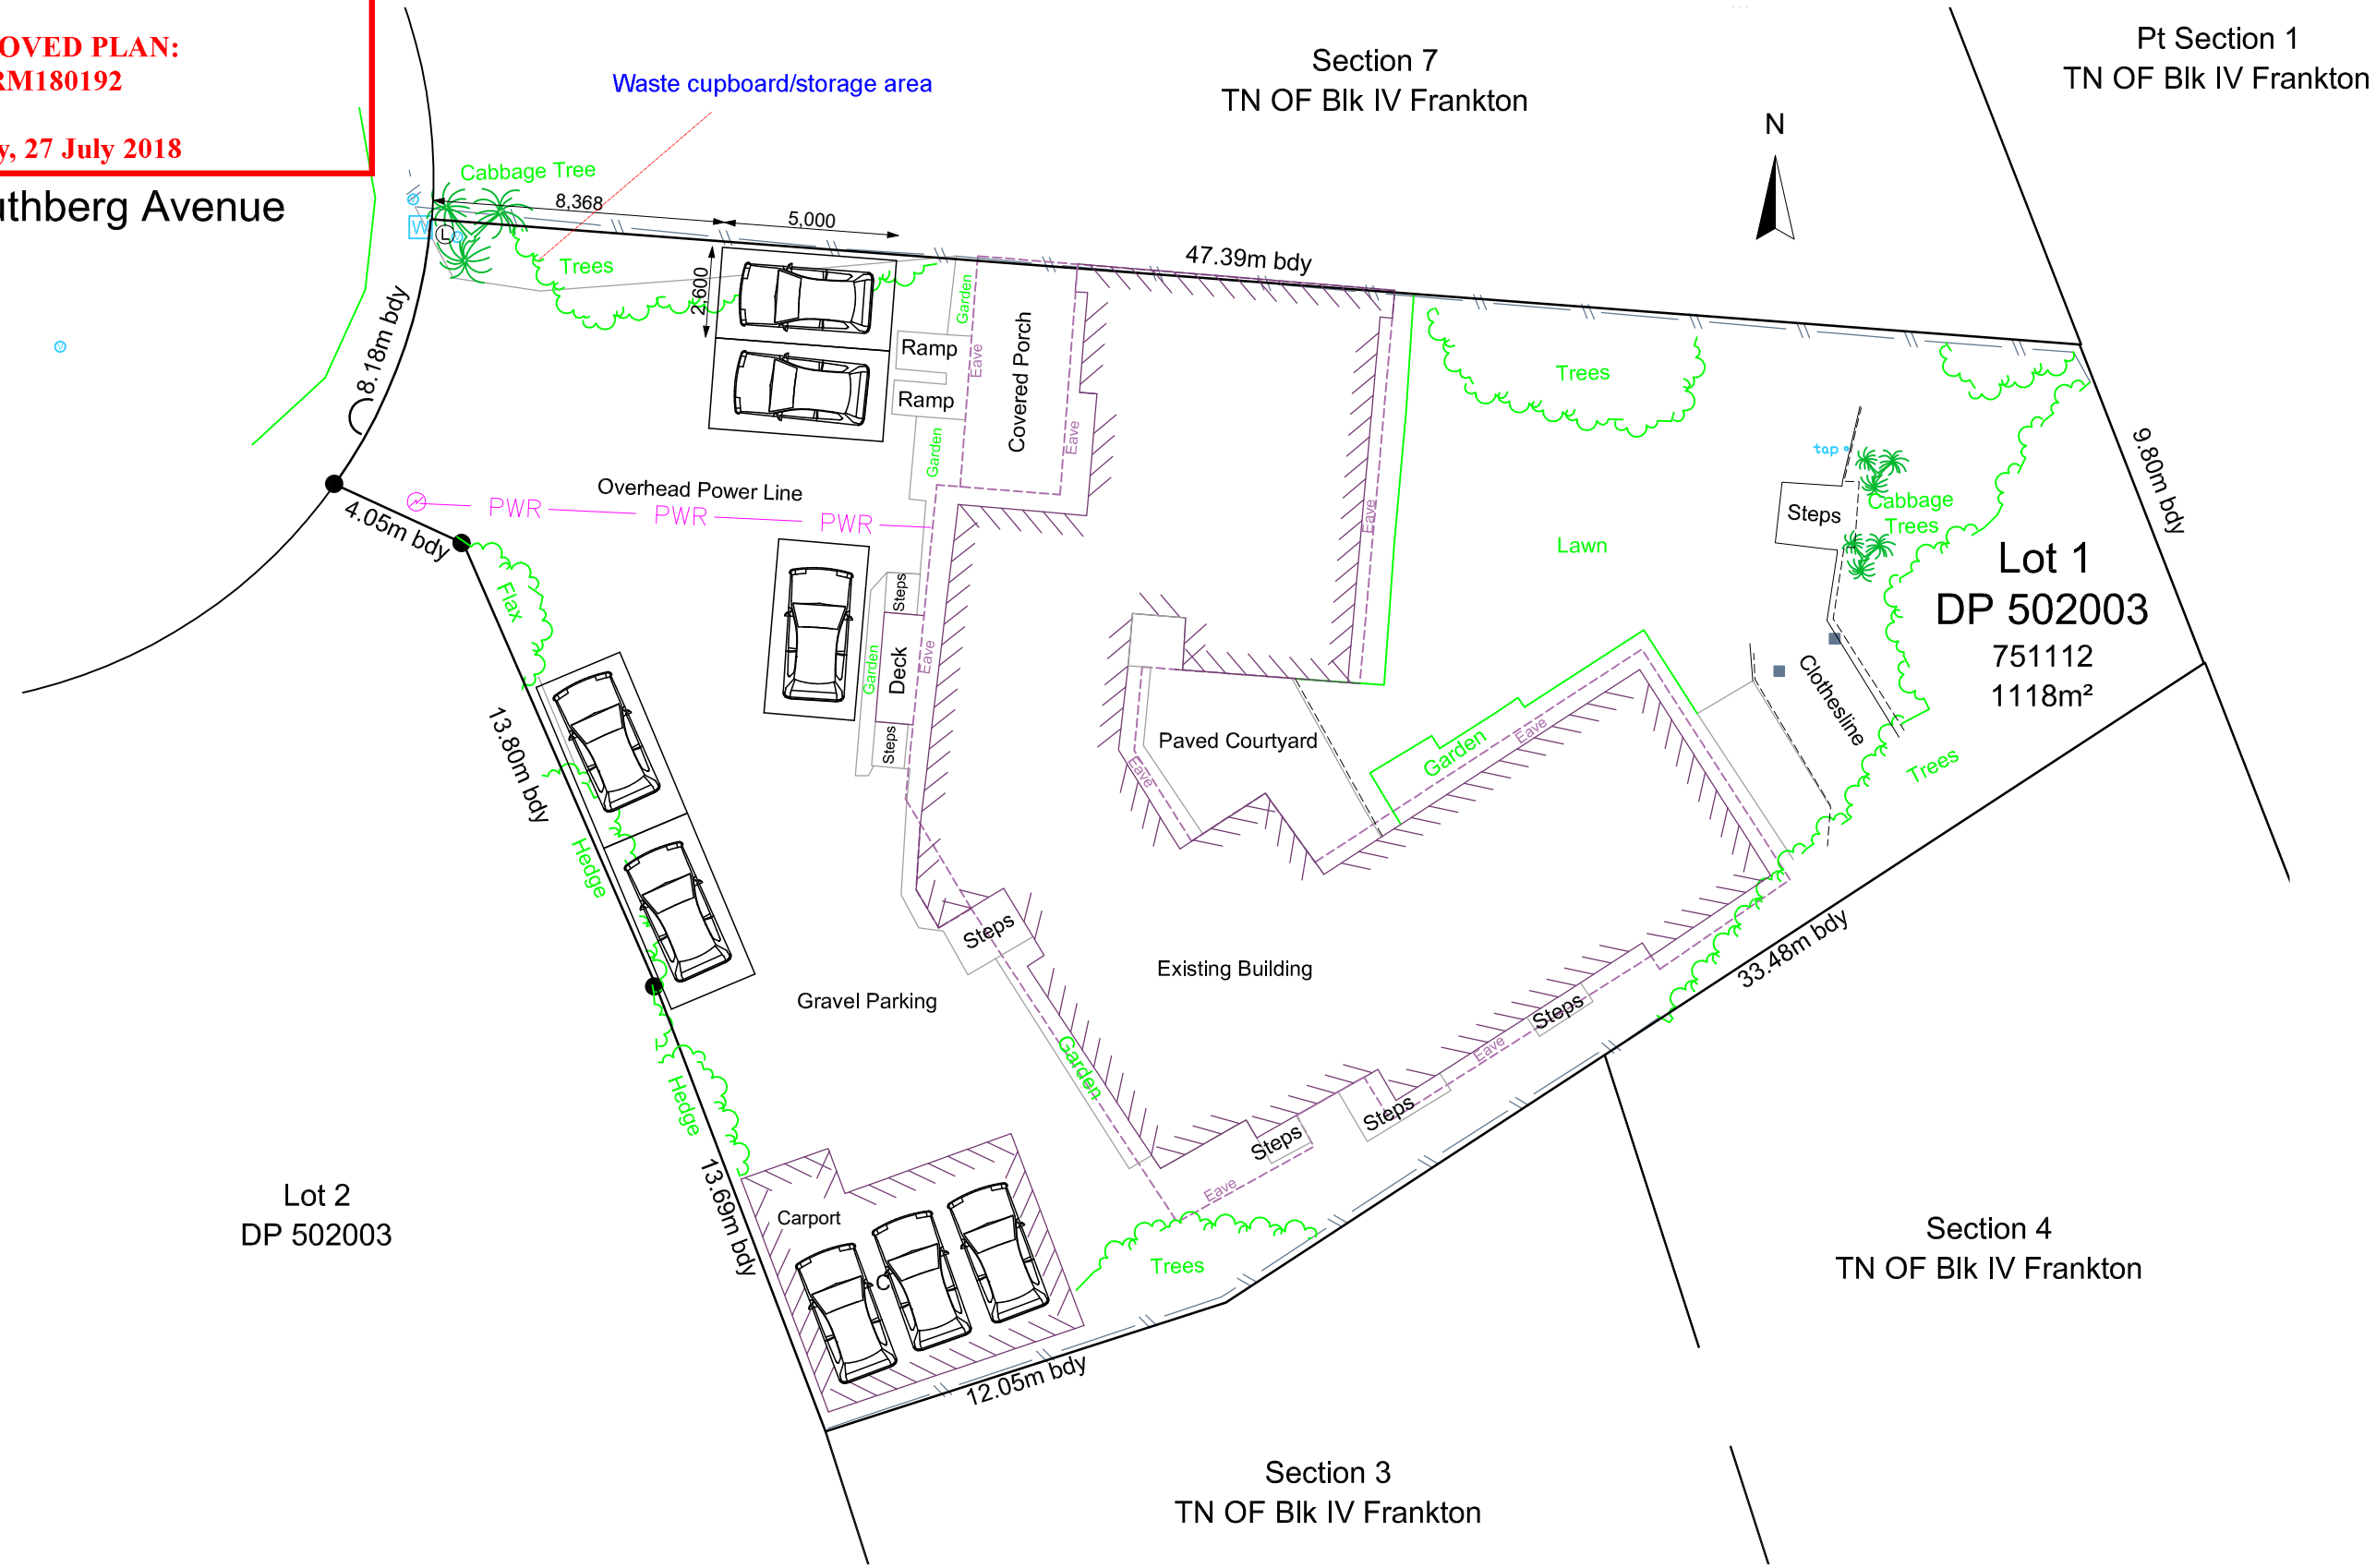 OVED PLAN:
RM180192
y, 27 July 2018
uthberg Avenue
Waste cupboard/storage area
Section 7
TN OF Blk IV Frankton
Pt Section 1
TN OF Blk IV Frankton
N
Cabbage Tree
8,368
5,000
W
L
Trees
2,600
47.39m bdy
8.18m bdy
Garden
Ramp
Ramp
Eave
Covered Porch
Eave
Garden
Trees
tap
Cabbage
Trees
Steps
9.80m bdy
Overhead Power Line
PWR
PWR
PWR
4.05m bdy
Eave
Lawn
Flax
Lot 1
DP 502003
751112
1118m²
Steps
Garden
Deck
Eave
Steps
Clothesline
Paved Courtyard
Eave
Garden
Eave
Trees
13.80m bdy
Hedge
Steps
Existing Building
Gravel Parking
33.48m bdy
Steps
Eave
Garden
Hedge
Steps
Steps
Eave
13.69m bdy
Carport
C
Trees
Lot 2
DP 502003
Section 4
TN OF Blk IV Frankton
12.05m bdy
Section 3
TN OF Blk IV Frankton